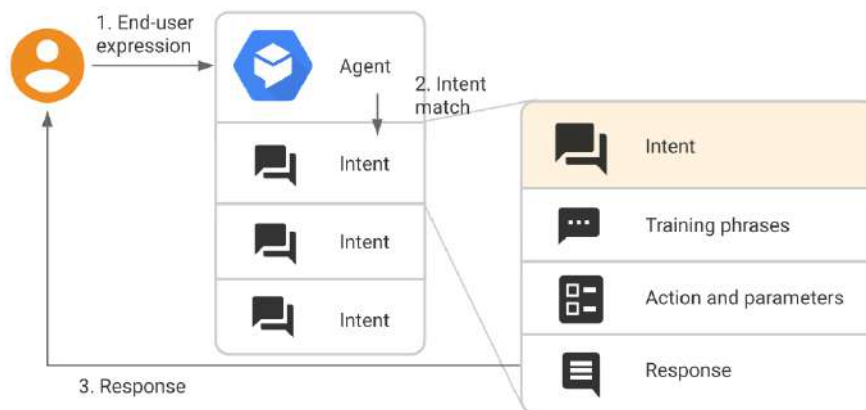 1. End-user
expression
Agent
2. Intent
match
Intent
Intent
Intent
Intent
Training phrases
Action and parameters
Response
3. Response